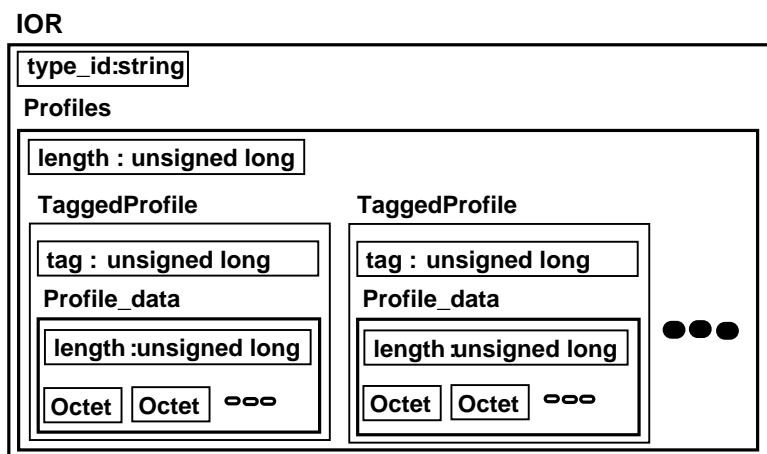 IOR
type_id:string
Profiles
length : unsigned long
TaggedProfile TaggedProfile
tag : unsigned long tag : unsigned long
Profile_data Profile_data
length :unsigned long length :unsigned long
Octet Octet Octet Octet